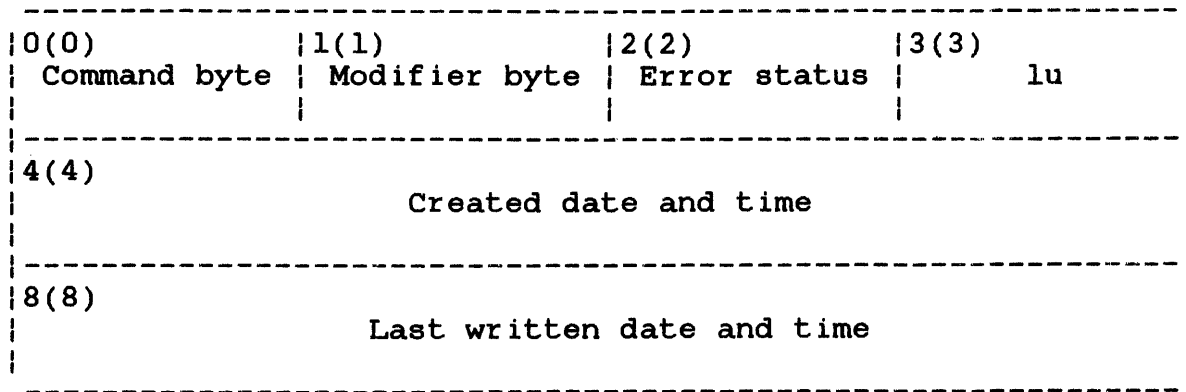 0(0) 1(1) 2(2) 3(3)
Command byte Modifier byte Error status lu
4(4)
Created date and time
8(8)
Last written date and time